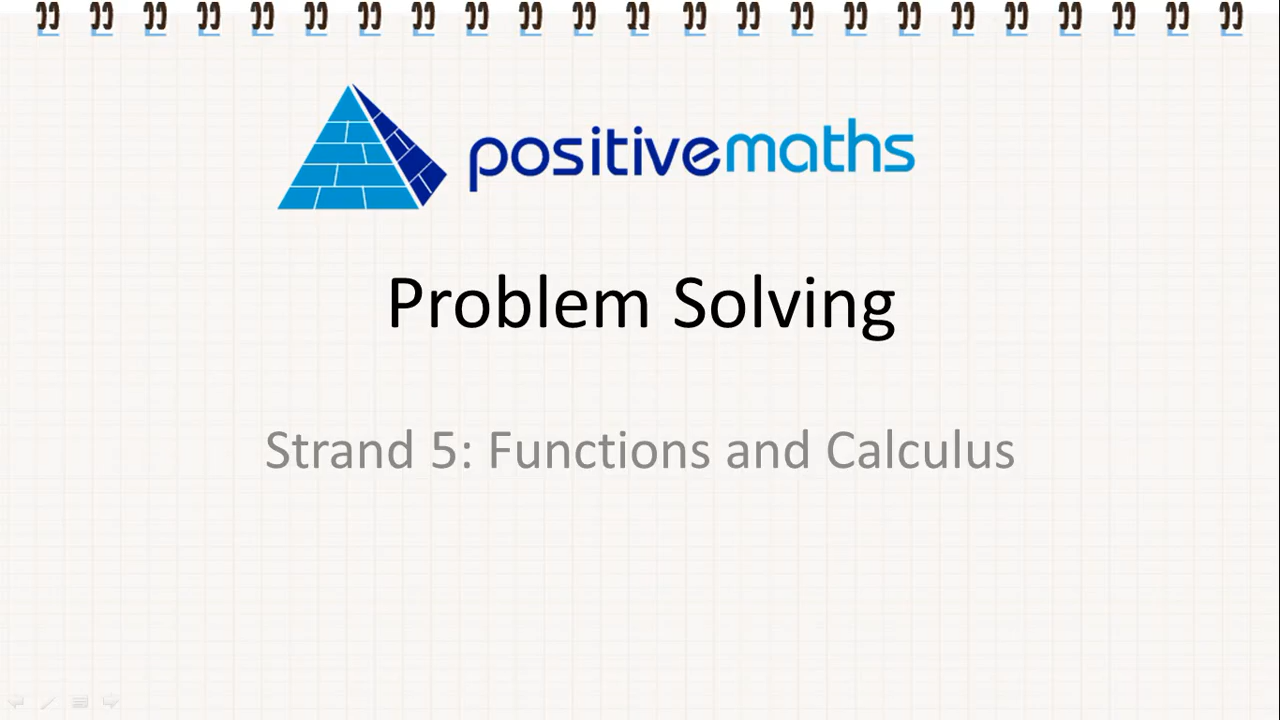 positivemaths
Problem Solving
Strand 5: Functions and Calculus